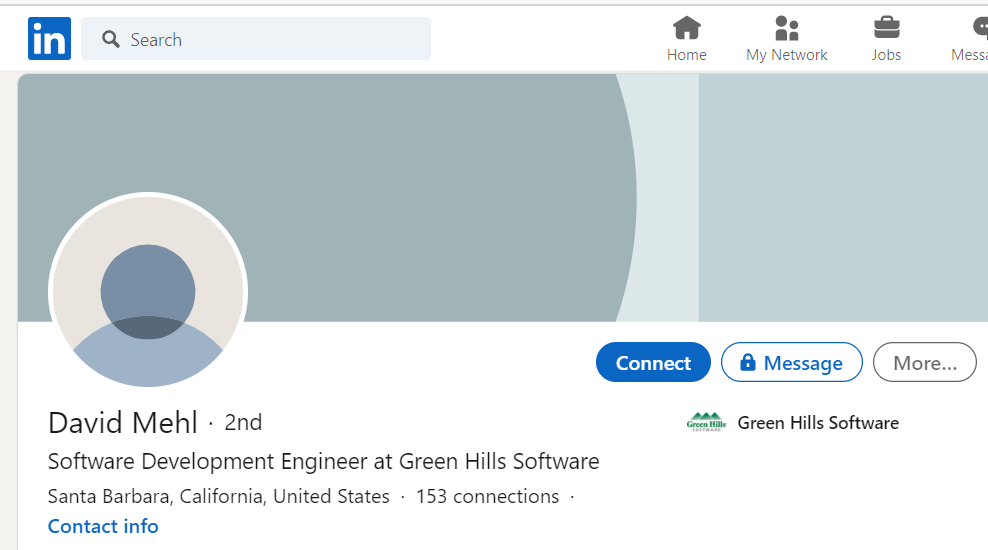 in
Search
Home
My Network
Jobs
Messa
Connect
Message
More...
David Mehl · 2nd
Green Hills
SOFTWARE
Green Hills Software
Software Development Engineer at Green Hills Software
Santa Barbara, California, United States · 153 connections ·
Contact info